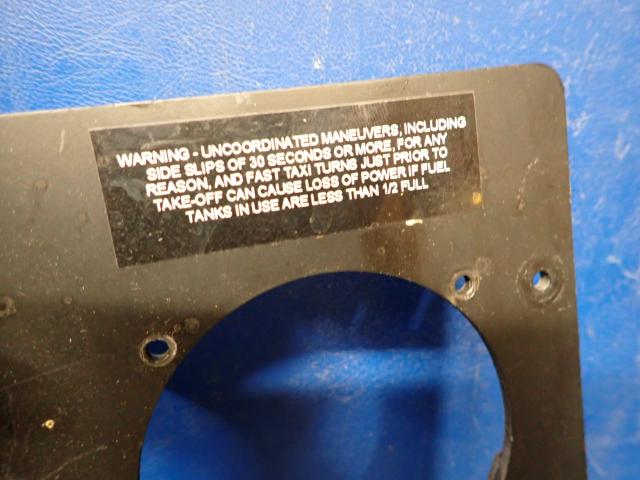 WARNING - UNCOORDINATED MANEUVERS, INCLUDING
SIDE SLIPS OF 30 SECONDS OR MORE, FOR ANY
REASON, AND FAST TAXI TURNS JUST PRIOR TO
TAKE-OFF CAN CAUSE LOSS OF POWER IF FUEL
TANKS IN USE ARE LESS THAN 1/2 FULL